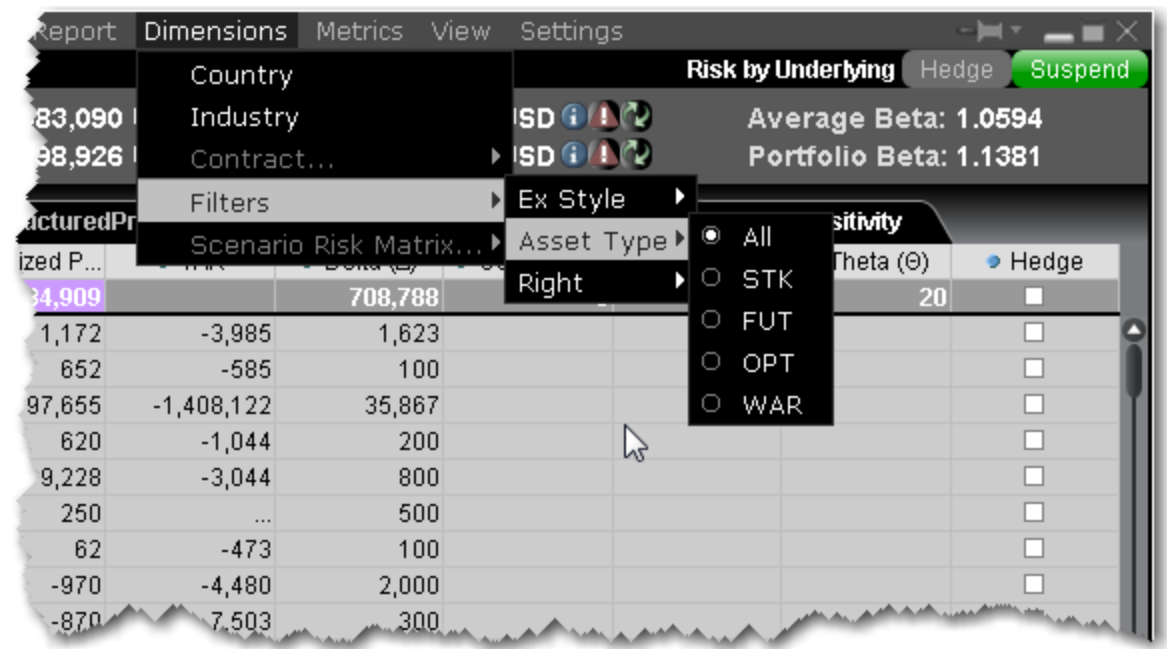 Report Dimensions Metrics View Settings
Country
Risk by Underlying Hedge Suspend
83,090 Industry SD Average Beta: 1.0594
98,926 Contract... SD Portfolio Beta: 1.1381
Filters Ex Style
Scenario Risk Matrix... Asset Type All sitivity
ized P... Right STK Theta (Θ) Hedge
34,909 708,788 20
1,172 -3,985 1,623 FUT
652 -585 100 OPT
97,655 -1,408,122 35,867 WAR
620 -1,044 200
9,228 -3,044 800
250 ... 500
62 -473 100
-970 -4,480 2,000
-870 7,503 300